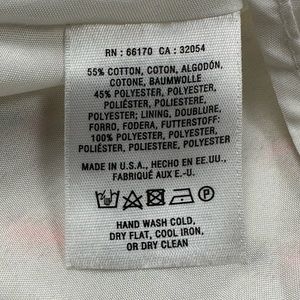 RN : 66170 CA : 32054
55% COTTON, COTON, ALGODÓN,
COTONE, BAUMWOLLE
45% POLYESTER, POLYESTER,
POLIÉSTER, POLIESTERE,
POLYESTER; LINING, DOUBLURE,
FORRO, FODERA, FUTTERSTOFF:
100% POLYESTER, POLYESTER,
POLIÉSTER, POLIESTERE, POLYESTER
MADE IN U.S.A., HECHO EN EE.UU.,
FABRIQUÉ AUX E.-U.
P
HAND WASH COLD,
DRY FLAT, COOL IRON,
OR DRY CLEAN